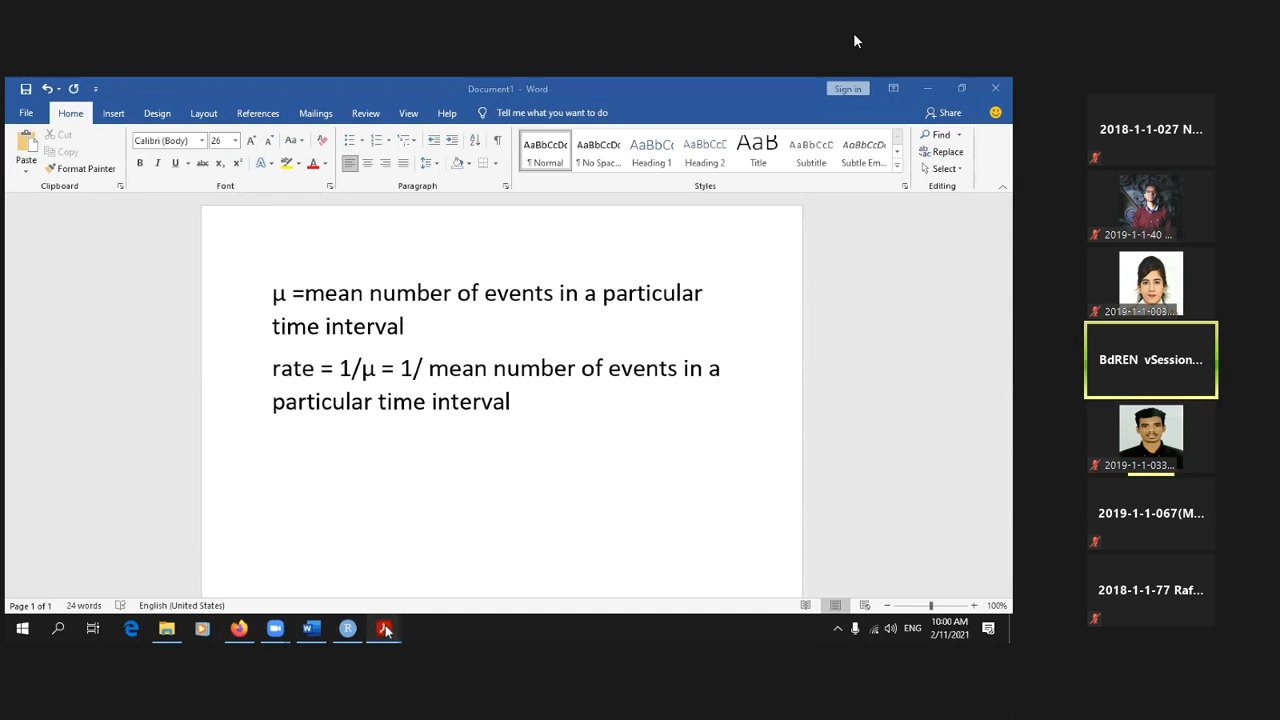 Document1 - Word
Sign in
File Home Insert Design Layout References Mailings Review View Help Tell me what you want to do Share
Paste
Cut
Copy
Format Painter
Clipboard
Calibri (Body) 26
Font
Paragraph
AaBbCcDc ¶ Normal
AaBbCcDc ¶ No Spac...
AaBbCc Heading 1
AaBbCcC Heading 2
AaB Title
AaBbCcD Subtitle
AaBbCcDc Subtle Em...
Styles
Find
Replace
Select
Editing
μ =mean number of events in a particular
time interval
rate = 1/μ = 1/ mean number of events in a
particular time interval
Page 1 of 1 24 words English (United States) 100%
ENG
10:00 AM
2/11/2021
2018-1-1-027 N...
2019-1-1-40 ...
2019-1-1-003...
BdREN vSession...
2019-1-1-033...
2019-1-1-067(M...
2018-1-1-77 Raf...